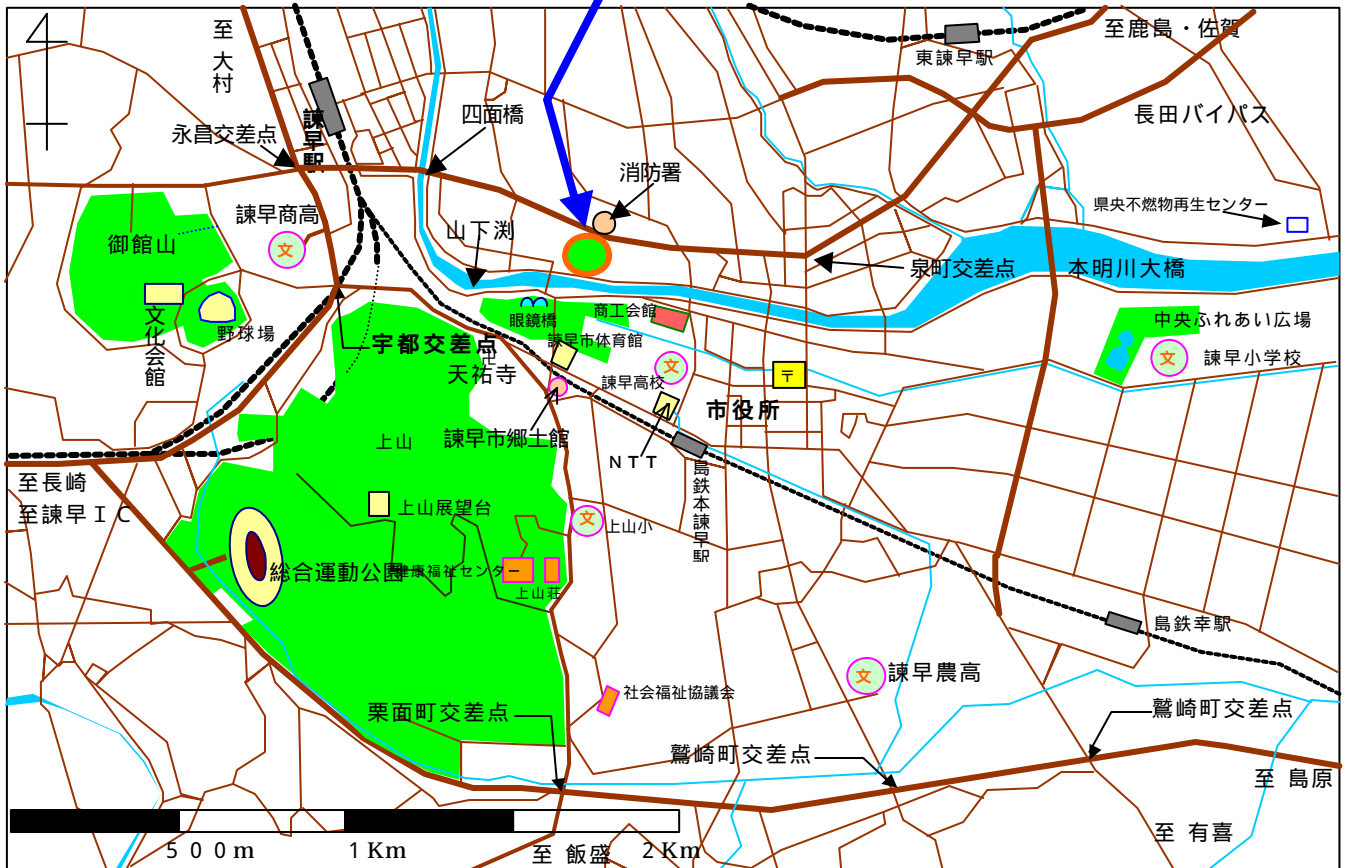 至 大村
諫早駅
永昌交差点
四面橋
東諫早駅
至鹿島・佐賀
長田バイパス
消防署
県央不燃物再生センター
諫早商高
文
御館山
山下渕
泉町交差点
本明川大橋
文化会館
野球場
眼鏡橋
商工会館
中央ふれあい広場
宇都交差点
諫早市体育館
卍
天祐寺
諫早高校
文
〒
文
諫早小学校
市役所
上山
諫早市郷土館
NTT
島鉄本諫早駅
至長崎
至諫早IC
上山展望台
文
上山小
総合運動公園
健康福祉センター
上山荘
島鉄幸駅
文
諫早農高
社会福祉協議会
栗面町交差点
鷲崎町交差点
鷲崎町交差点
至 島原
至 有喜
500m
1Km
至 飯盛
2Km